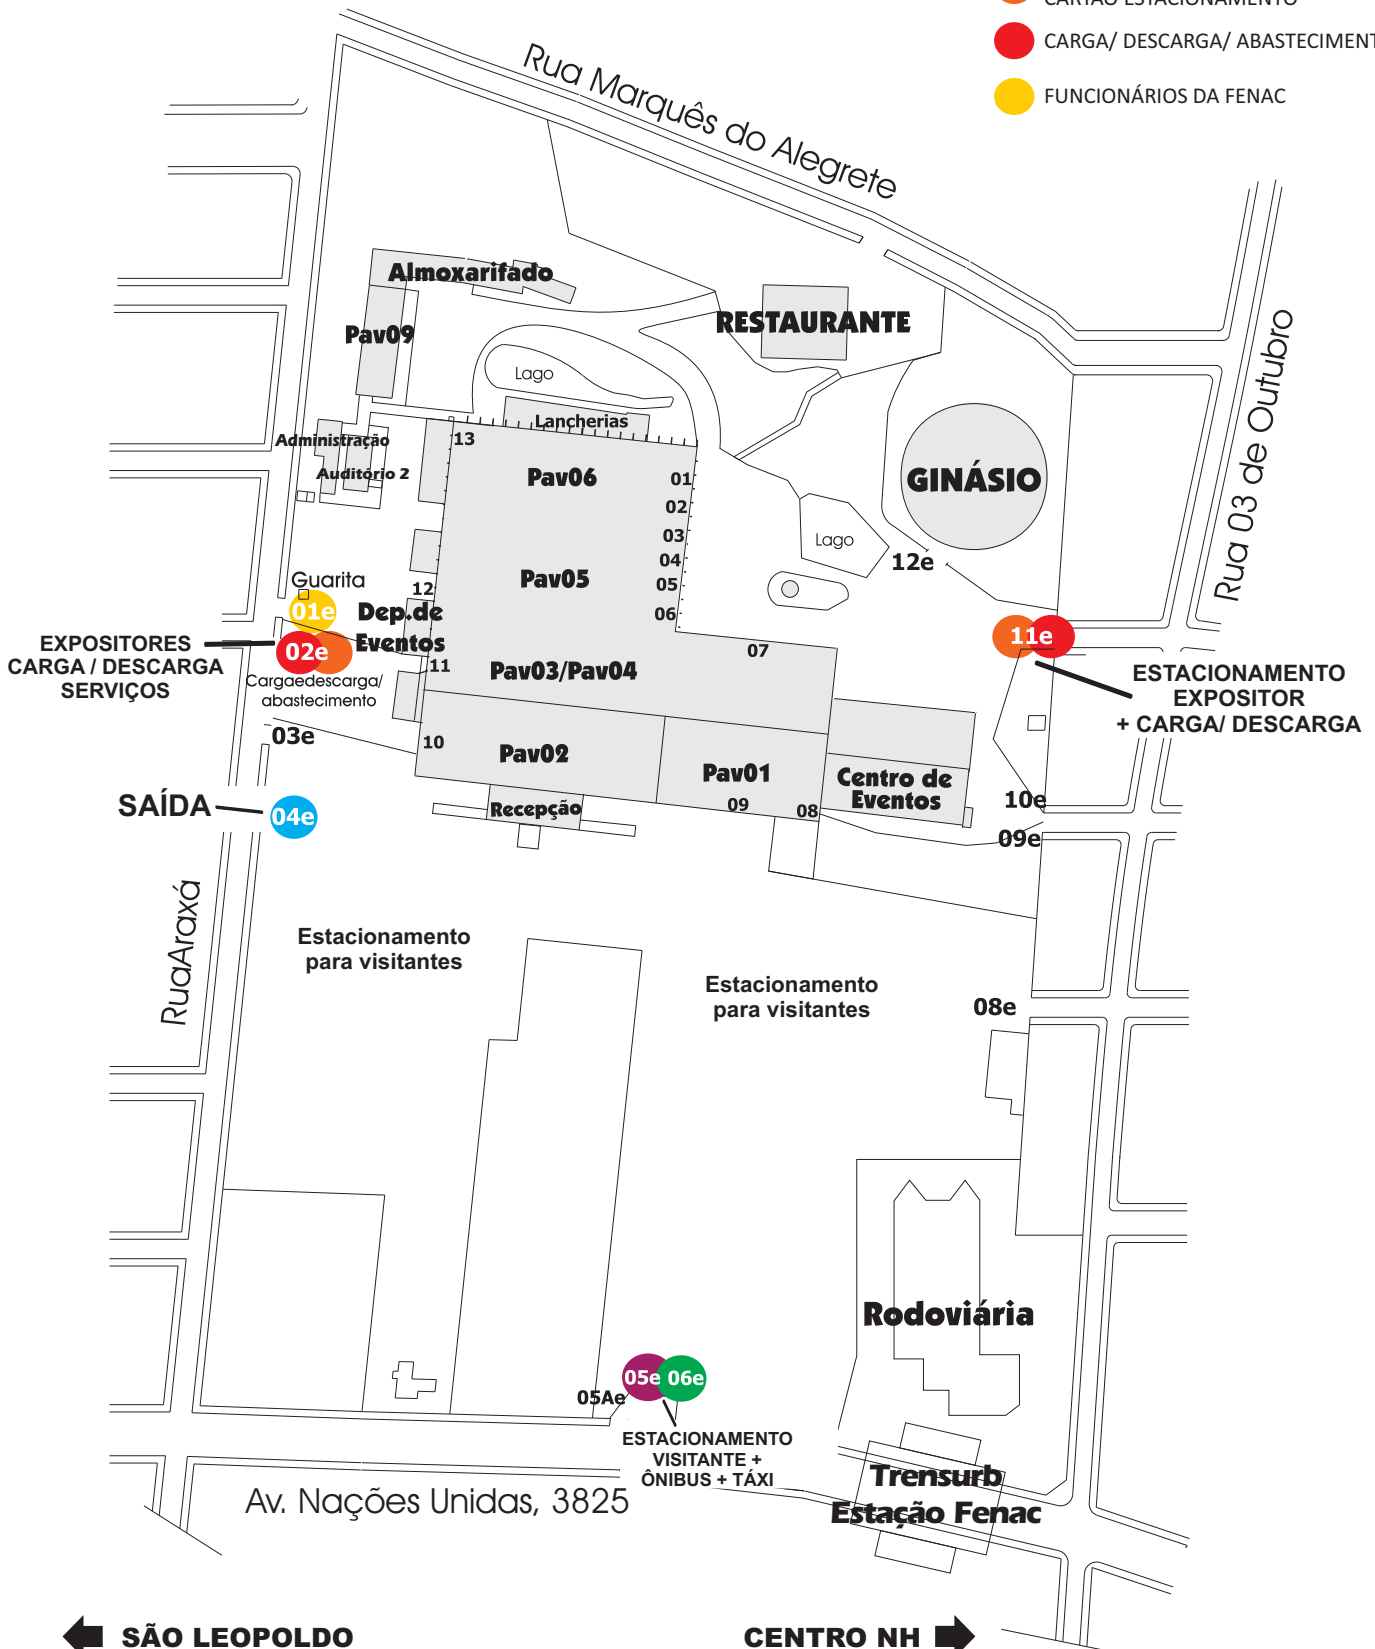 CARTÃO ESTACIONAMENTO
CARGA/ DESCARGA/ ABASTECIMENT
FUNCIONÁRIOS DA FENAC
Rua Marquês do Alegrete
Rua 03 de Outubro
Almoxarifado
RESTAURANTE
Pav09
Lago
Lancherias
Administração
13
Auditório 2
Pav06
01
GINÁSIO
02
03
Lago
04
12e
Pav05
05
Guarita
12
01e
Dep.de
Eventos
06
EXPOSITORES
CARGA / DESCARGA
SERVIÇOS
02e
11e
07
11
Pav03/Pav04
Cargaedescarga/
abastecimento
ESTACIONAMENTO
EXPOSITOR
+ CARGA/ DESCARGA
03e
10
Pav02
Pav01
Centro de
Eventos
SAÍDA
04e
Recepção
09
08
10e
09e
RuaAraxá
Estacionamento
para visitantes
Estacionamento
para visitantes
08e
Rodoviária
05Ae
05e
06e
ESTACIONAMENTO
VISITANTE +
ÔNIBUS + TÁXI
Trensurb
Estação Fenac
Av. Nações Unidas, 3825
SÃO LEOPOLDO
CENTRO NH